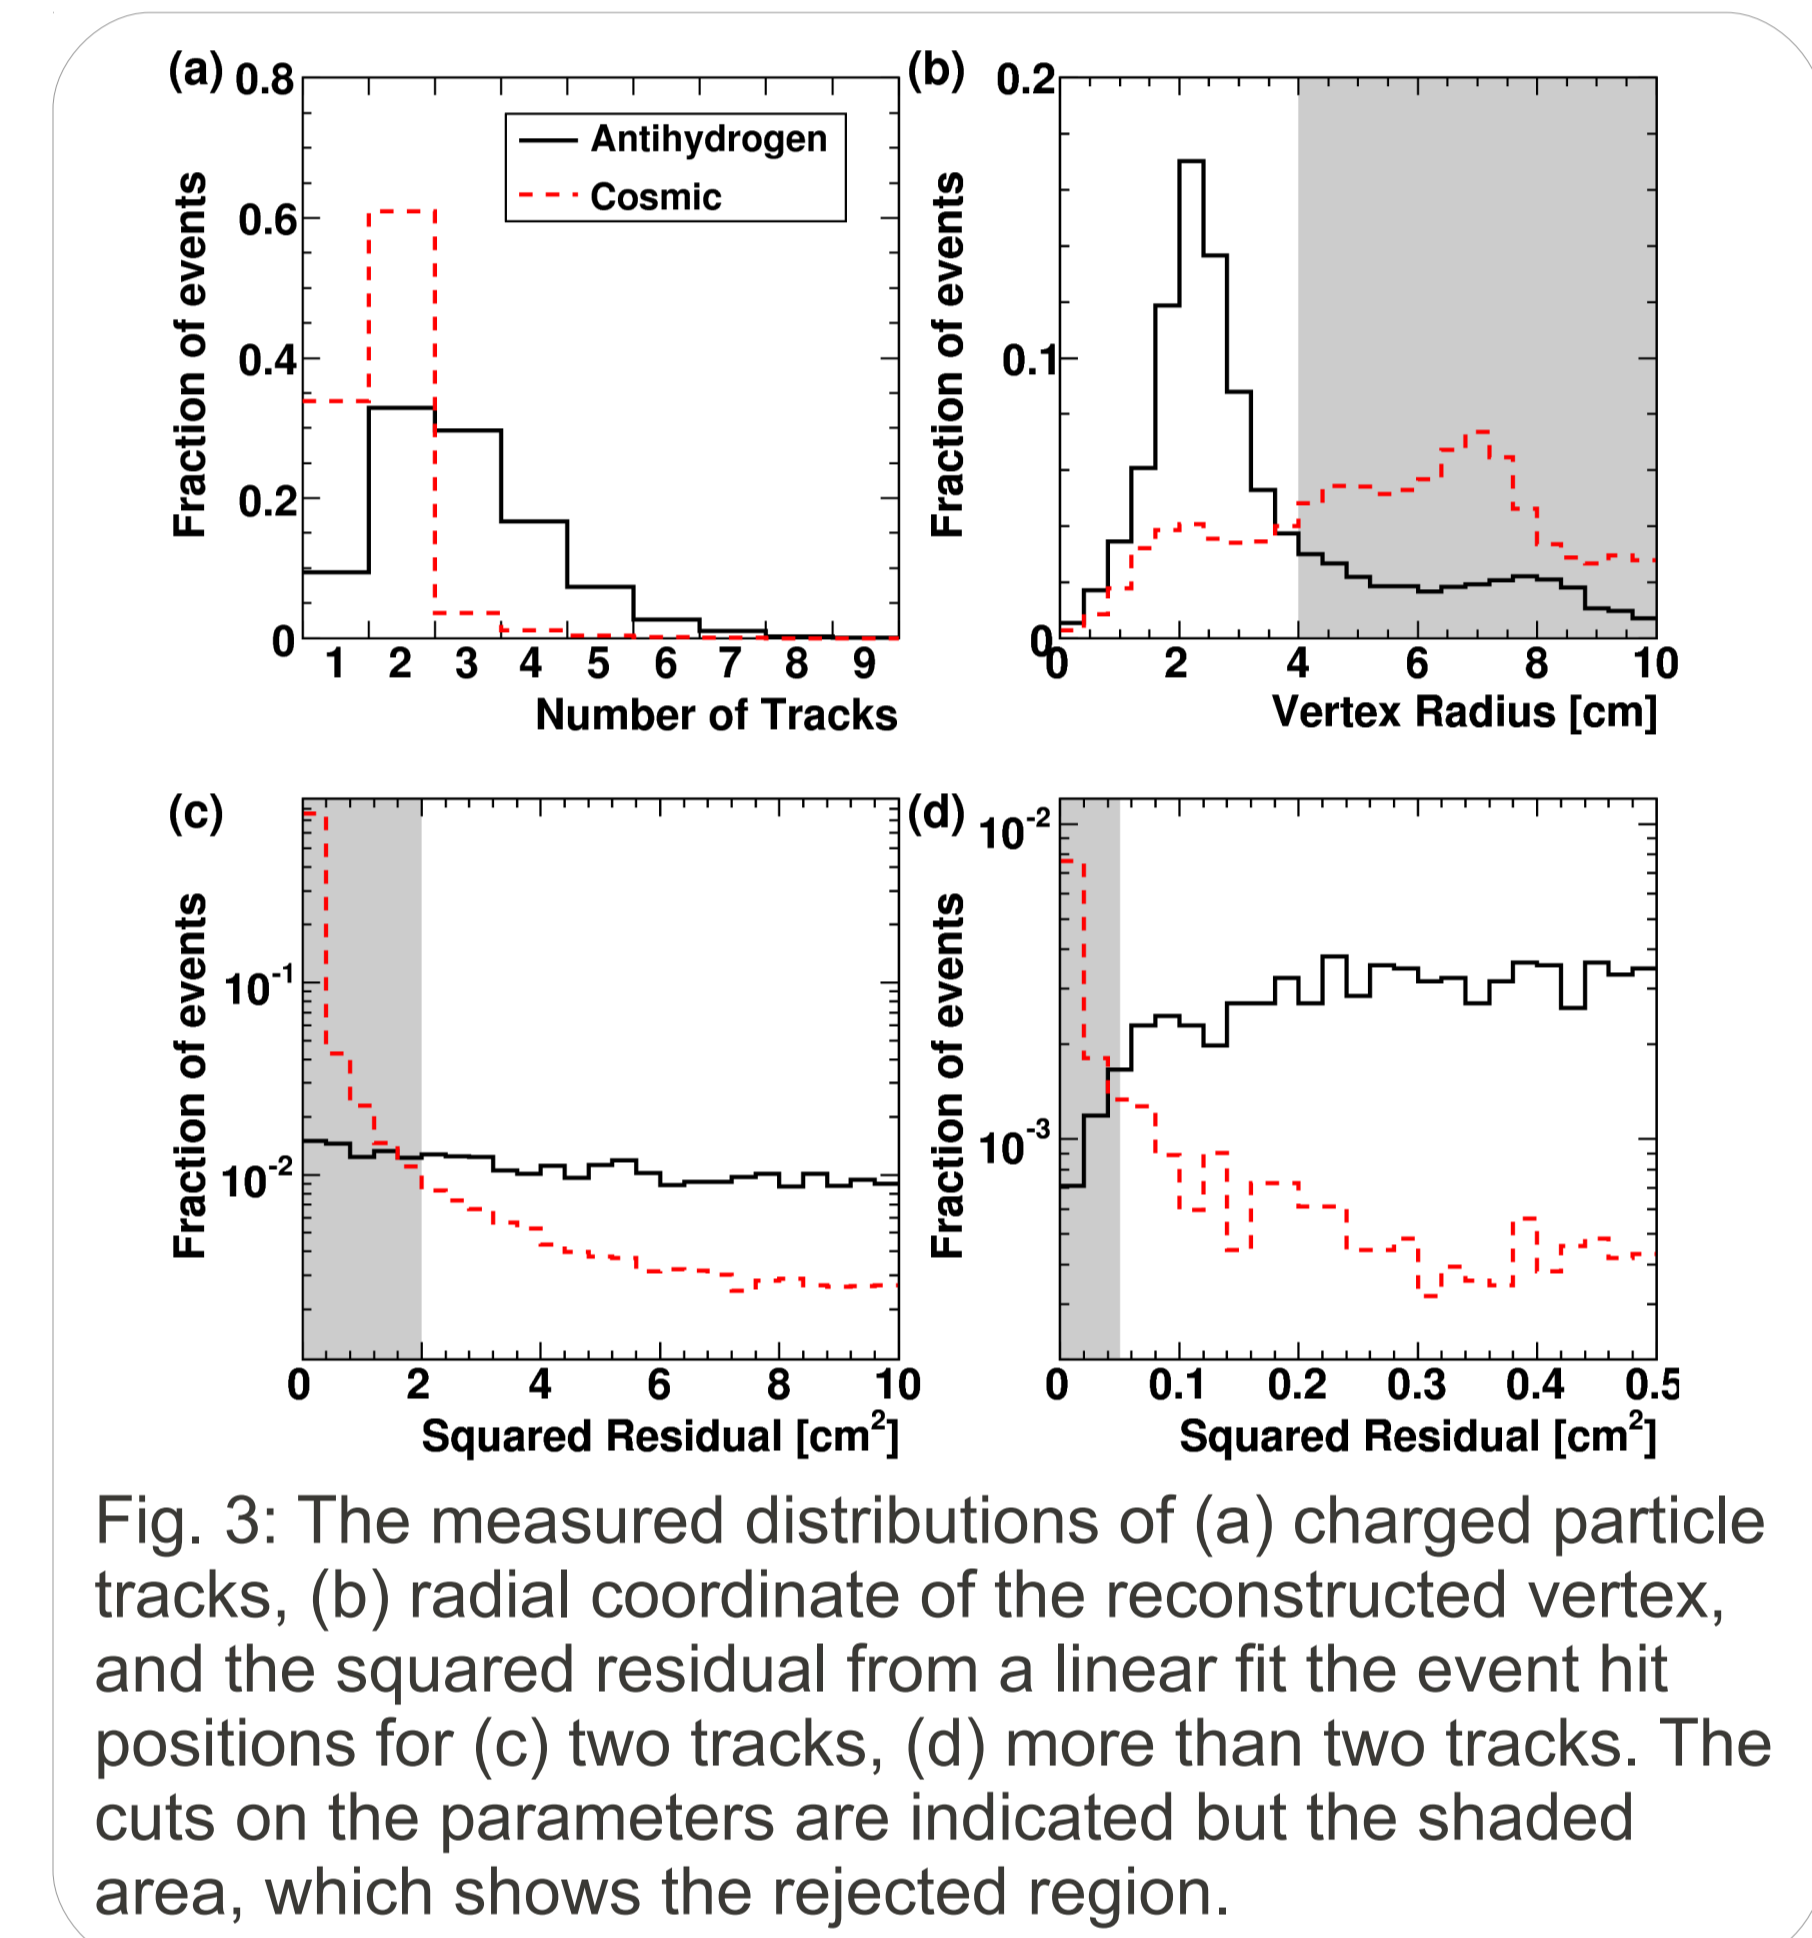 (a)
0.8
0.6
0.4
0.2
0
Fraction of events
Antihydrogen
Cosmic
1 2 3 4 5 6 7 8 9
Number of Tracks
(b)
0.2
0.1
0
Fraction of events
0 2 4 6 8 10
Vertex Radius [cm]
(c)
10⁻¹
10⁻²
Fraction of events
0 2 4 6 8 10
Squared Residual [cm²]
(d)
10⁻²
10⁻³
Fraction of events
0 0.1 0.2 0.3 0.4 0.5
Squared Residual [cm²]
Fig. 3: The measured distributions of (a) charged particle
tracks, (b) radial coordinate of the reconstructed vertex,
and the squared residual from a linear fit the event hit
positions for (c) two tracks, (d) more than two tracks. The
cuts on the parameters are indicated but the shaded
area, which shows the rejected region.